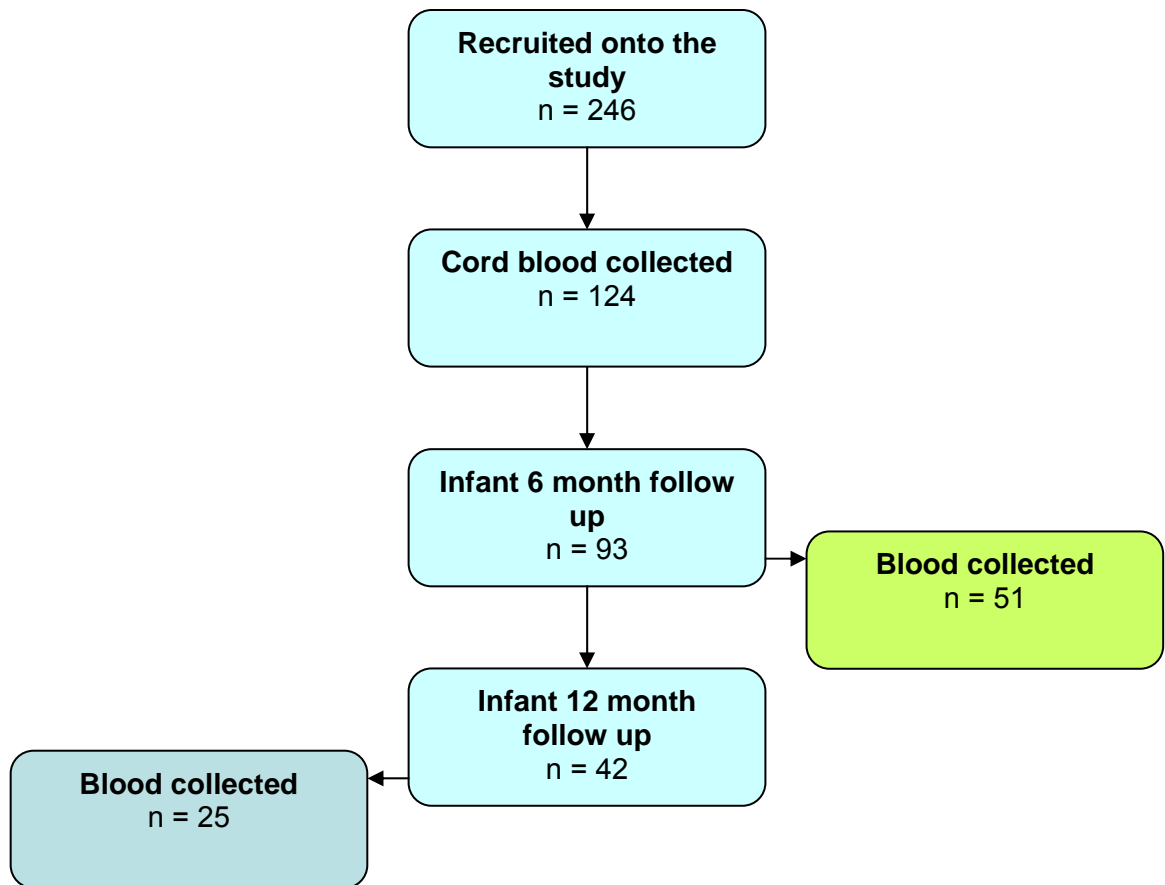 Recruited onto the
study
n = 246
Cord blood collected
n = 124
Infant 6 month follow
up
n = 93
Blood collected
n = 51
Infant 12 month
follow up
n = 42
Blood collected
n = 25